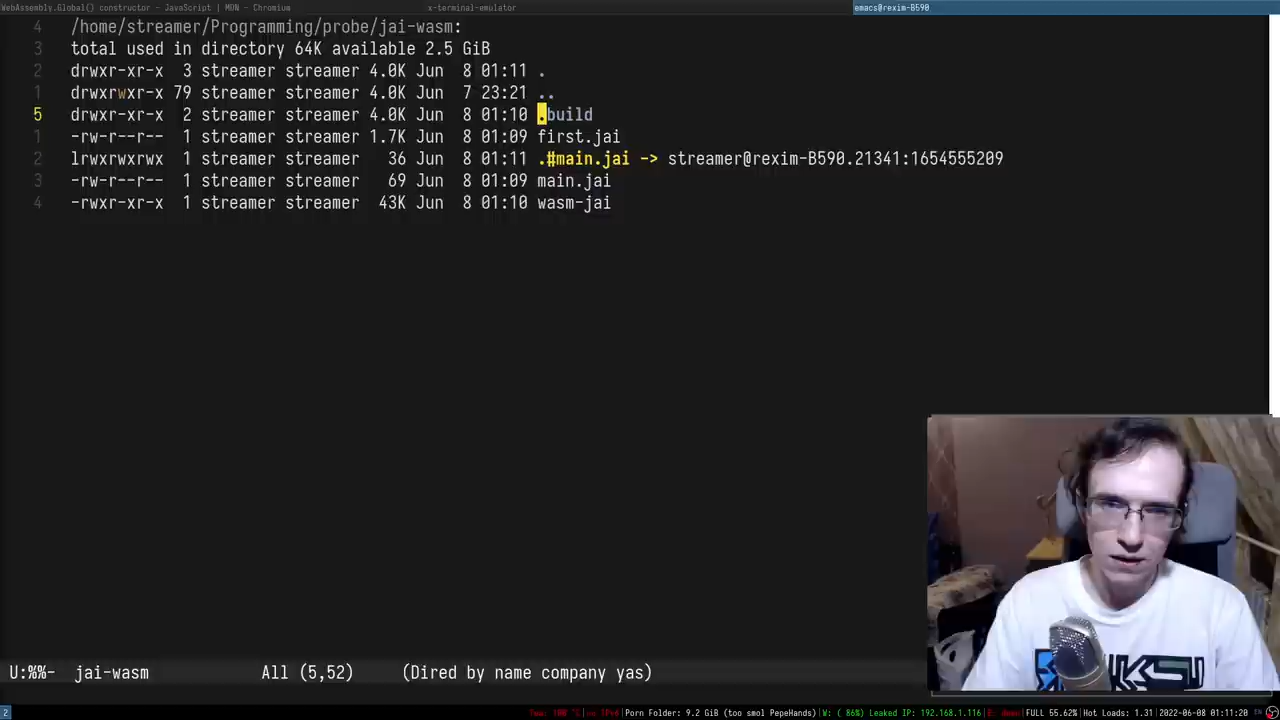 WebAssembly.Global() constructor - JavaScript | MDN - Chromium
x-terminal-emulator
emacs@rexim-B590
4 /home/streamer/Programming/probe/jai-wasm:
3 total used in directory 64K available 2.5 GiB
2 drwxr-xr-x 3 streamer streamer 4.0K Jun 8 01:11 .
1 drwxrwxr-x 79 streamer streamer 4.0K Jun 7 23:21 ..
5 drwxr-xr-x 2 streamer streamer 4.0K Jun 8 01:10 .build
1 -rw-r--r-- 1 streamer streamer 1.7K Jun 8 01:09 first.jai
2 lrwxrwxrwx 1 streamer streamer 36 Jun 8 01:11 .#main.jai -> streamer@rexim-B590.21341:1654555209
3 -rw-r--r-- 1 streamer streamer 69 Jun 8 01:09 main.jai
4 -rwxr-xr-x 1 streamer streamer 43K Jun 8 01:10 wasm-jai
U:%%- jai-wasm All (5,52) (Dired by name company yas)
2
no IPv6|Porn Folder: 9.2 GiB (too smol PepeHands)|W: ( 86%) Leaked IP: 192.168.1.116|E: down|FULL 55.62%|Hot Loads: 1.31|2022-06-08 01:11:20